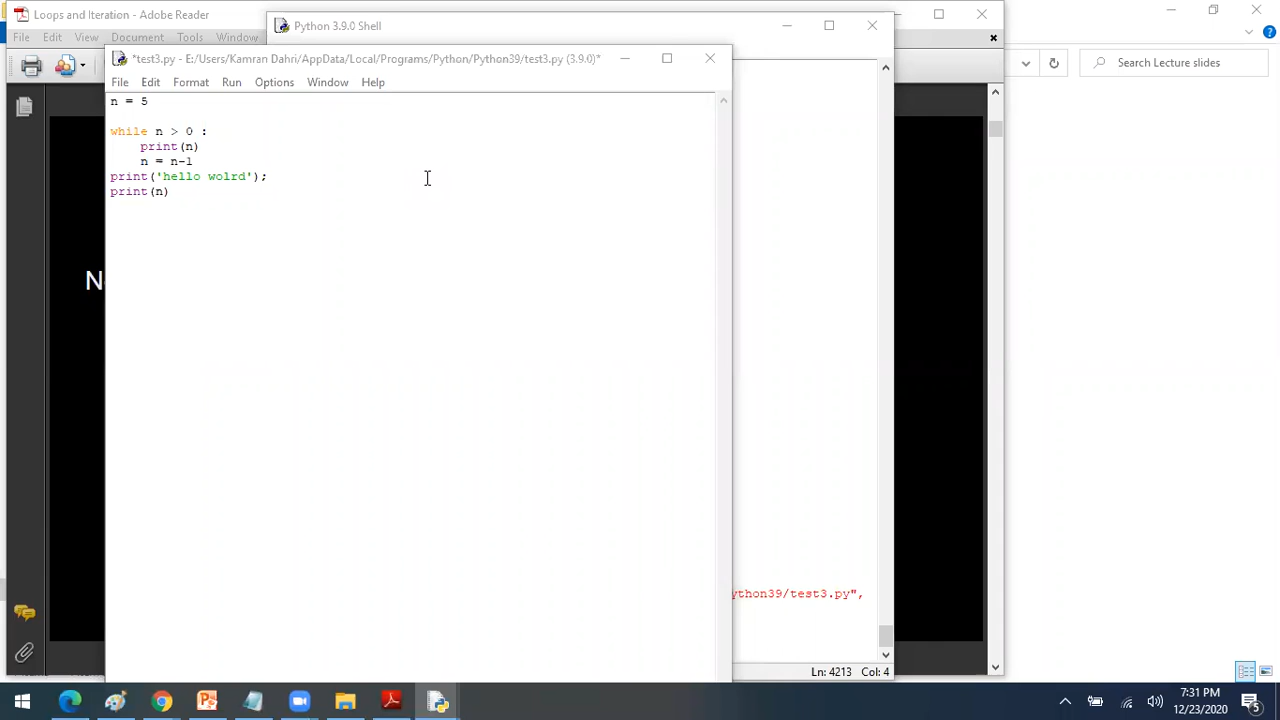 Loops and Iteration - Adobe Reader
Python 3.9.0 Shell
File Edit View Document Tools Window
*test3.py - E:/Users/Kamran Dahri/AppData/Local/Programs/Python/Python39/test3.py (3.9.0)*
Search Lecture slides
File Edit Format Run Options Window Help
n = 5
while n > 0 :
print(n)
n = n-1
print('hello wolrd');
print(n)
N
ython39/test3.py",
Ln: 4213 Col: 4
7:31 PM
12/23/2020
5